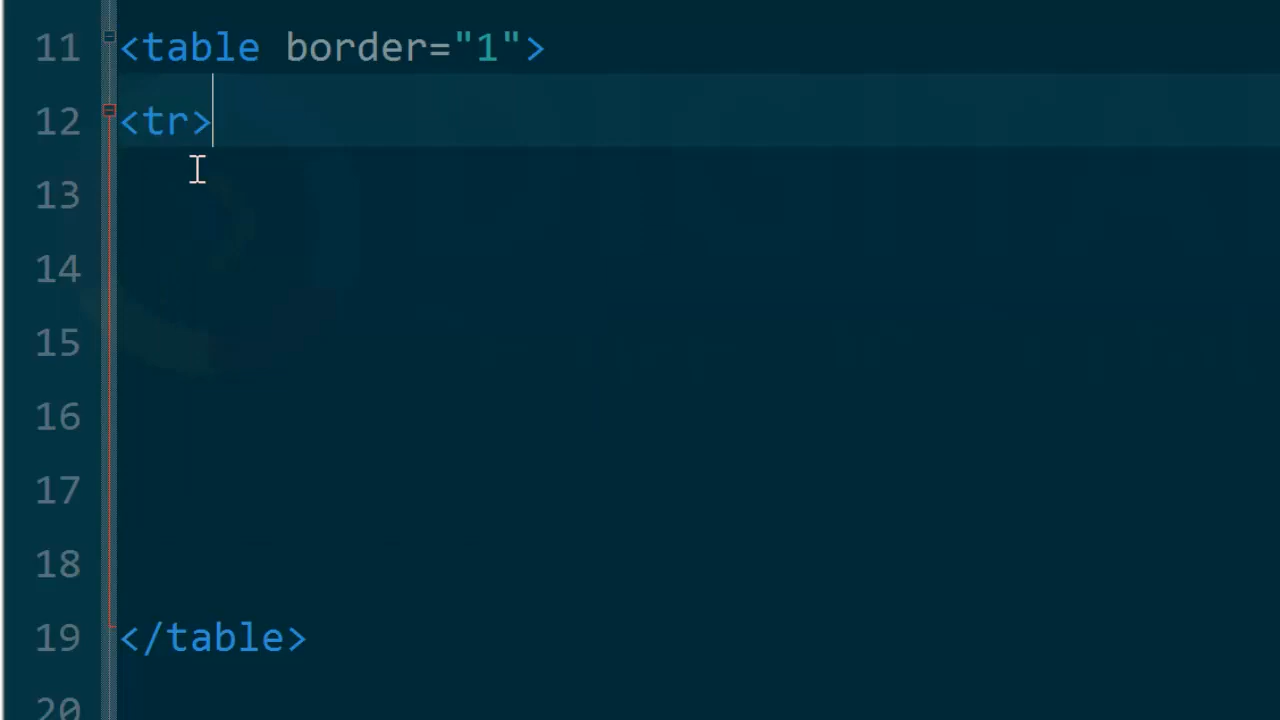 11 <table border="1">
12 <tr>
13
14
15
16
17
18
19 </table>
20